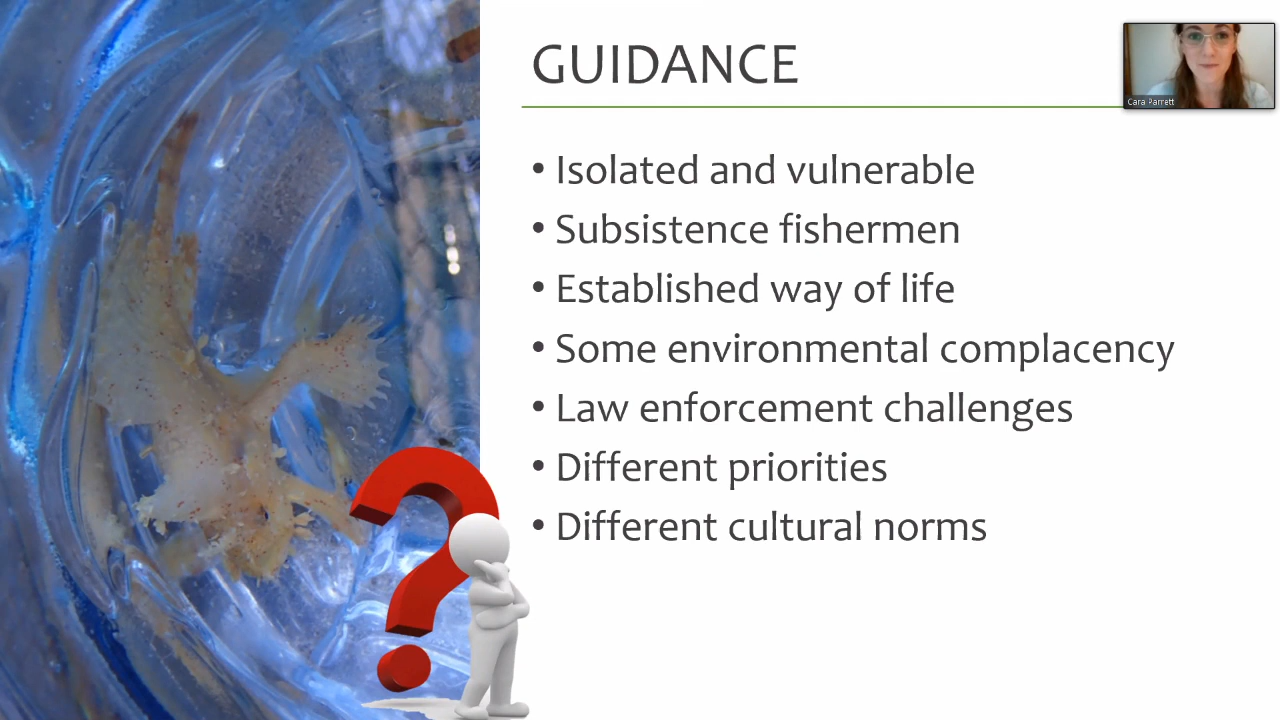 GUIDANCE
Cara Parrett
• Isolated and vulnerable
• Subsistence fishermen
• Established way of life
• Some environmental complacency
• Law enforcement challenges
• Different priorities
• Different cultural norms